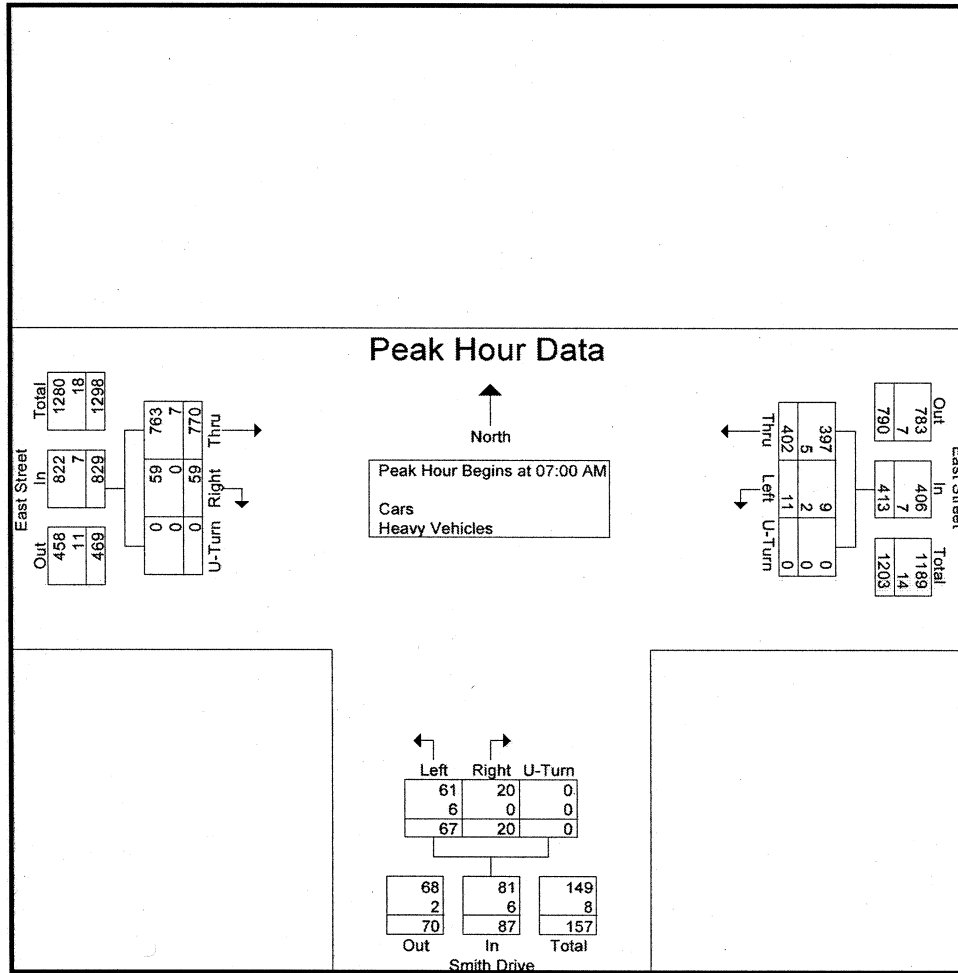 Peak Hour Data
North
Peak Hour Begins at 07:00 AM
Cars
Heavy Vehicles
East Street
Out In Total
458 822 1280
11 7 18
469 829 1298
U-Turn Right Thru
0 59 763
0 0 7
0 59 770
East Street
Out In Total
783 406 1189
7 7 14
790 413 1203
Thru Left U-Turn
397 9 0
5 2 0
402 11 0
Left Right U-Turn
61 20 0
6 0 0
67 20 0
68 81 149
2 6 8
70 87 157
Out In Total
Smith Drive